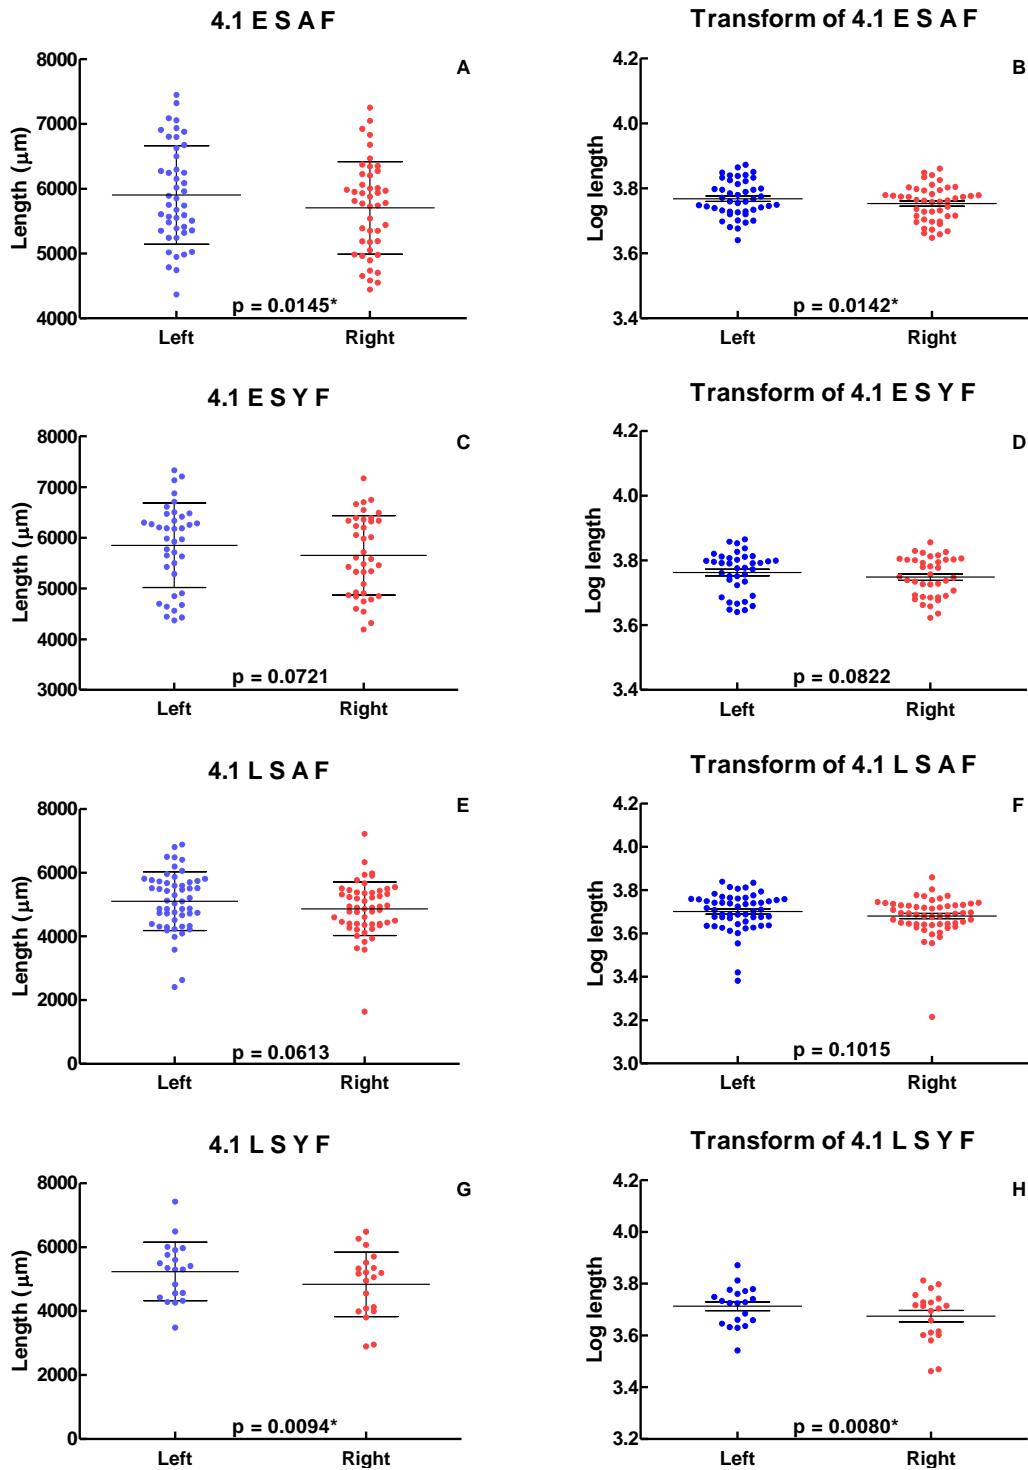 4.1 E S A F
A
8000
7000
6000
5000
4000
Length (μm)
p = 0.0145*
Left
Right
Transform of 4.1 E S A F
B
4.2
4.0
3.8
3.6
3.4
Log length
p = 0.0142*
Left
Right
4.1 E S Y F
C
8000
7000
6000
5000
4000
3000
Length (μm)
p = 0.0721
Left
Right
Transform of 4.1 E S Y F
D
4.2
4.0
3.8
3.6
3.4
Log length
p = 0.0822
Left
Right
4.1 L S A F
E
8000
6000
4000
2000
0
Length (μm)
p = 0.0613
Left
Right
Transform of 4.1 L S A F
F
4.2
4.0
3.8
3.6
3.4
3.2
3.0
Log length
p = 0.1015
Left
Right
4.1 L S Y F
G
8000
6000
4000
2000
0
Length (μm)
p = 0.0094*
Left
Right
Transform of 4.1 L S Y F
H
4.2
4.0
3.8
3.6
3.4
3.2
Log length
p = 0.0080*
Left
Right